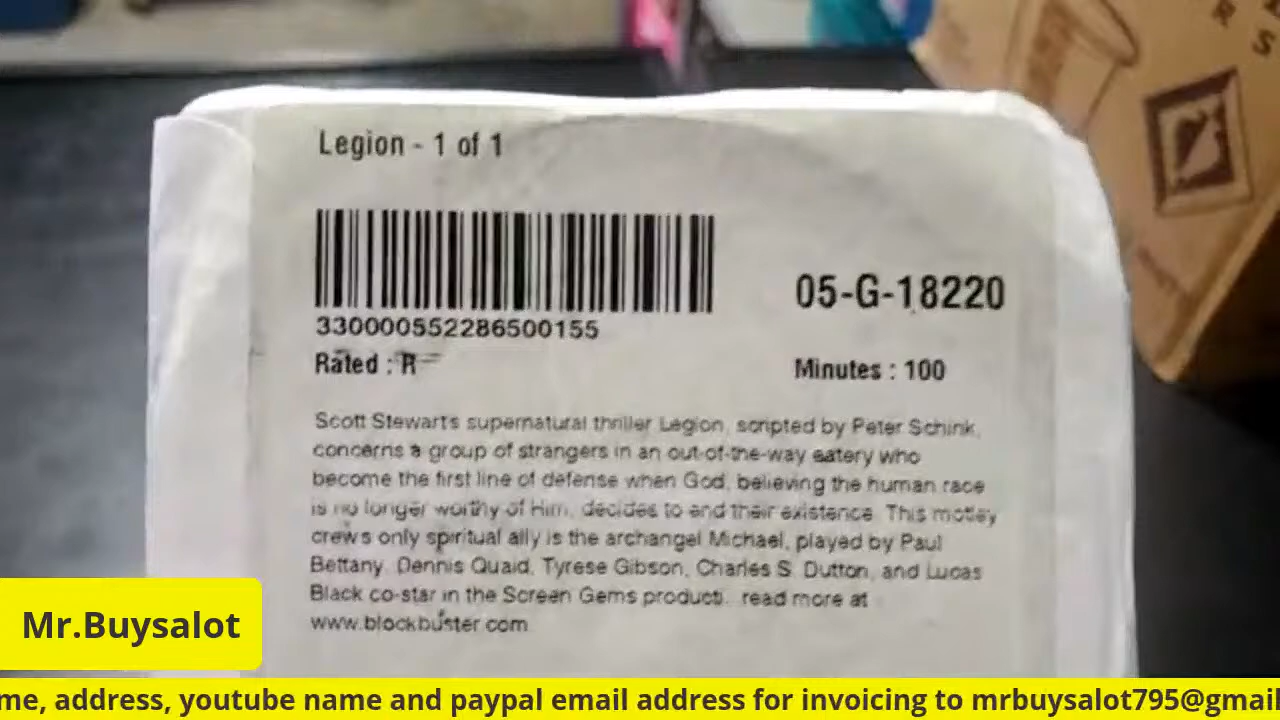 R S
Legion - 1 of 1
05-G-18220
330000552286500155
Rated : R
Minutes : 100
Scott Stewart's supernatural thriller Legion, scripted by Peter Schink,
concerns a group of strangers in an out-of-the-way eatery who
become the first line of defense when God, believing the human race
is no longer worthy of Him, decides to end their existence. This motley
crew's only spiritual ally is the archangel Michael, played by Paul
Bettany. Dennis Quaid, Tyrese Gibson, Charles S. Dutton, and Lucas
Black co-star in the Screen Gems producti...read more at
www.blockbuster.com
Mr.Buysalot
me, address, youtube name and paypal email address for invoicing to mrbuysalot795@gmail